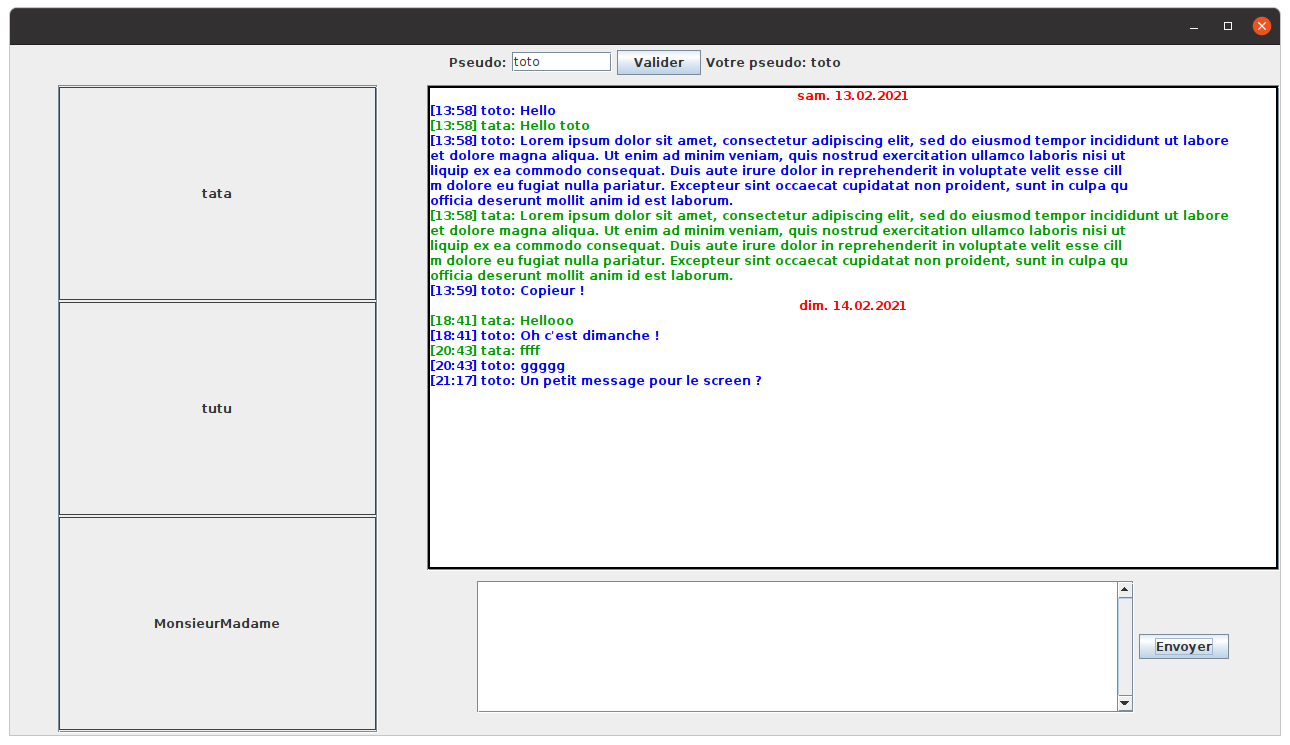 Pseudo: toto Valider Votre pseudo: toto
tata
tutu
MonsieurMadame
sam. 13.02.2021
[13:58] toto: Hello
[13:58] tata: Hello toto
[13:58] toto: Lorem ipsum dolor sit amet, consectetur adipiscing elit, sed do eiusmod tempor incididunt ut labore
et dolore magna aliqua. Ut enim ad minim veniam, quis nostrud exercitation ullamco laboris nisi ut
liquip ex ea commodo consequat. Duis aute irure dolor in reprehenderit in voluptate velit esse cill
m dolore eu fugiat nulla pariatur. Excepteur sint occaecat cupidatat non proident, sunt in culpa qu
officia deserunt mollit anim id est laborum.
[13:58] tata: Lorem ipsum dolor sit amet, consectetur adipiscing elit, sed do eiusmod tempor incididunt ut labore
et dolore magna aliqua. Ut enim ad minim veniam, quis nostrud exercitation ullamco laboris nisi ut
liquip ex ea commodo consequat. Duis aute irure dolor in reprehenderit in voluptate velit esse cill
m dolore eu fugiat nulla pariatur. Excepteur sint occaecat cupidatat non proident, sunt in culpa qu
officia deserunt mollit anim id est laborum.
[13:59] toto: Copieur !
dim. 14.02.2021
[18:41] tata: Hellooo
[18:41] toto: Oh c'est dimanche !
[20:43] tata: ffff
[20:43] toto: ggggg
[21:17] toto: Un petit message pour le screen ?
Envoyer